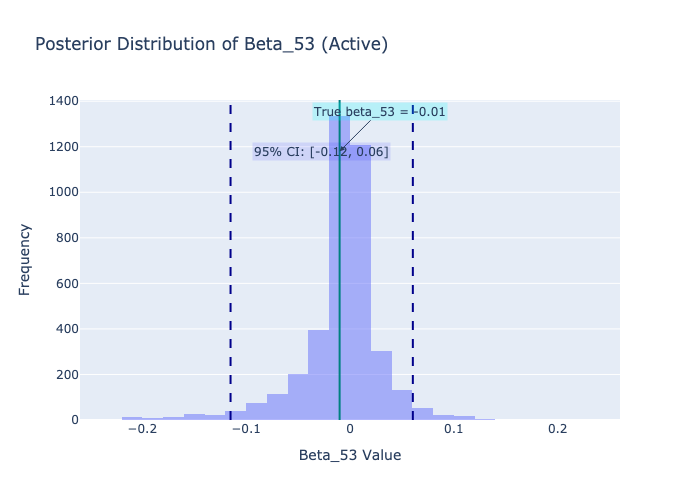 Posterior Distribution of Beta_53 (Active)
1400
True beta_53 = -0.01
1200
95% CI: [-0.12, 0.06]
1000
800
Frequency
600
400
200
0
−0.2
−0.1
0
0.1
0.2
Beta_53 Value